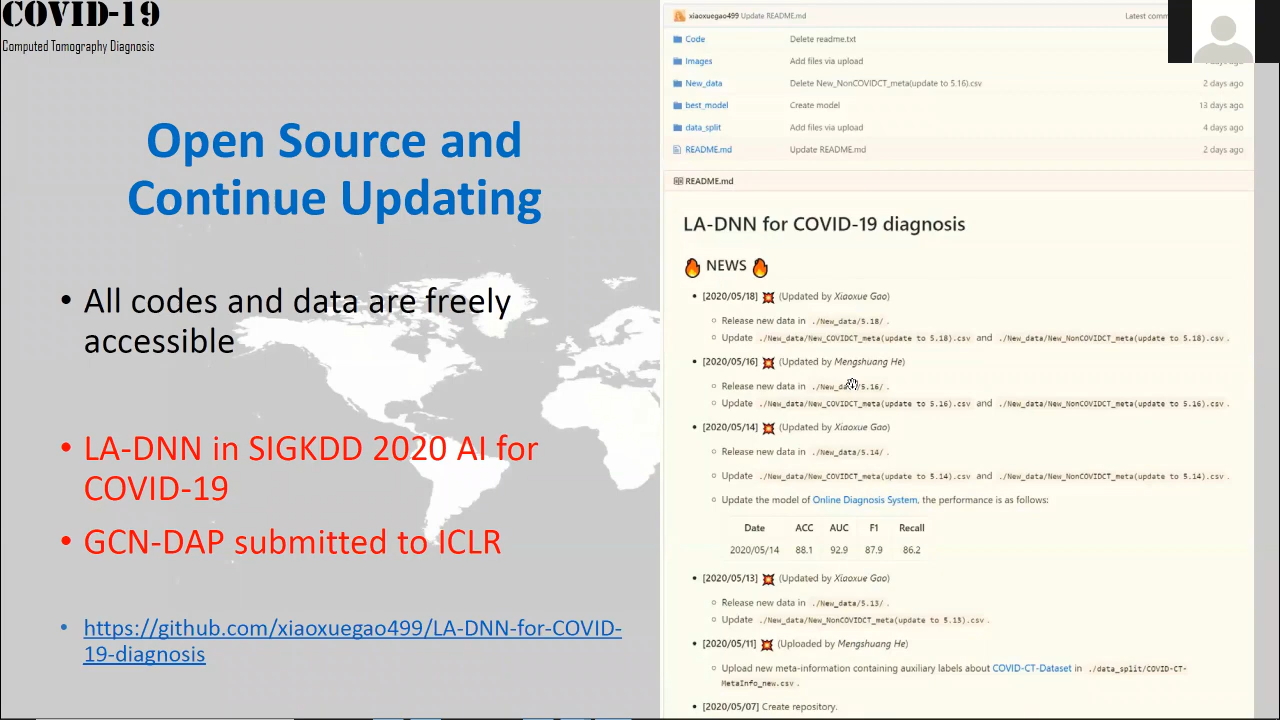 COVID-19
Computed Tomography Diagnosis
Open Source and
Continue Updating
• All codes and data are freely
accessible
• LA-DNN in SIGKDD 2020 AI for
COVID-19
• GCN-DAP submitted to ICLR
• https://github.com/xiaoxuegao499/LA-DNN-for-COVID-
19-diagnosis
xiaoxuegao499 Update README.md Latest comm
Code Delete readme.txt
Images Add files via upload days ago
New_data Delete New_NonCOVIDCT_meta(update to 5.16).csv 2 days ago
best_model Create model 13 days ago
data_split Add files via upload 4 days ago
README.md Update README.md 2 days ago
README.md
LA-DNN for COVID-19 diagnosis
🔥 NEWS 🔥
• [2020/05/18] 💥 (Updated by Xiaoxue Gao)
○ Release new data in ./New_data/5.18/ .
○ Update ./New_data/New_COVIDCT_meta(update to 5.18).csv and ./New_data/New_NonCOVIDCT_meta(update to 5.18).csv .
• [2020/05/16] 💥 (Updated by Mengshuang He)
○ Release new data in ./New_data/5.16/ .
○ Update ./New_data/New_COVIDCT_meta(update to 5.16).csv and ./New_data/New_NonCOVIDCT_meta(update to 5.16).csv .
• [2020/05/14] 💥 (Updated by Xiaoxue Gao)
○ Release new data in ./New_data/5.14/ .
○ Update ./New_data/New_COVIDCT_meta(update to 5.14).csv and ./New_data/New_NonCOVIDCT_meta(update to 5.14).csv .
○ Update the model of Online Diagnosis System, the performance is as follows:
Date ACC AUC F1 Recall
2020/05/14 88.1 92.9 87.9 86.2
• [2020/05/13] 💥 (Updated by Xiaoxue Gao)
○ Release new data in ./New_data/5.13/ .
○ Update ./New_data/New_NonCOVIDCT_meta(update to 5.13).csv .
• [2020/05/11] 💥 (Uploaded by Mengshuang He)
○ Upload new meta-information containing auxiliary labels about COVID-CT-Dataset in ./data_split/COVID-CT-
MetaInfo_new.csv .
• [2020/05/07] Create repository.